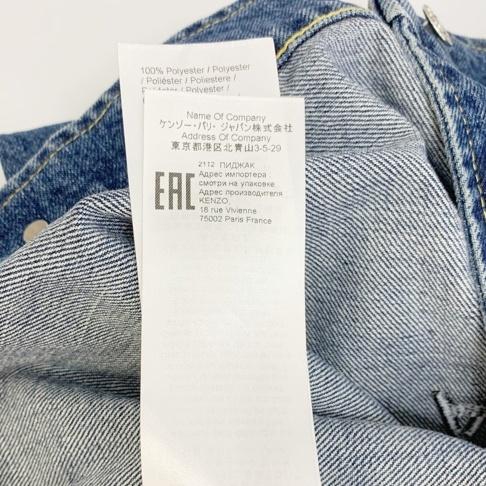 100% Polyester / Polyester /
/ Poliéster / Poliestere /
Name Of Company
ケンゾー・パリ・ジャパン株式会社
Address Of Company
東京都港区北青山3-5-29
EAC
2112 ПИДЖАК
Адрес импортера
смотри на упаковке.
Адрес производителя
KENZO,
18 rue Vivienne
75002 Paris France